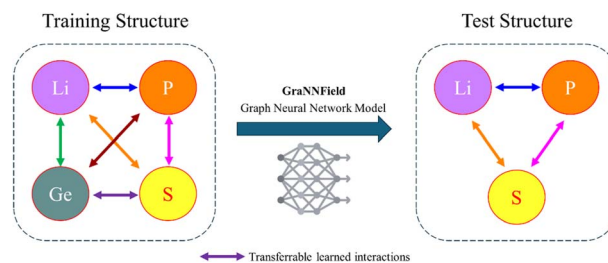 Training Structure
Test Structure
Li
P
Ge
S
GraNNField
Graph Neural Network Model
Li
P
S
Transferrable learned interactions